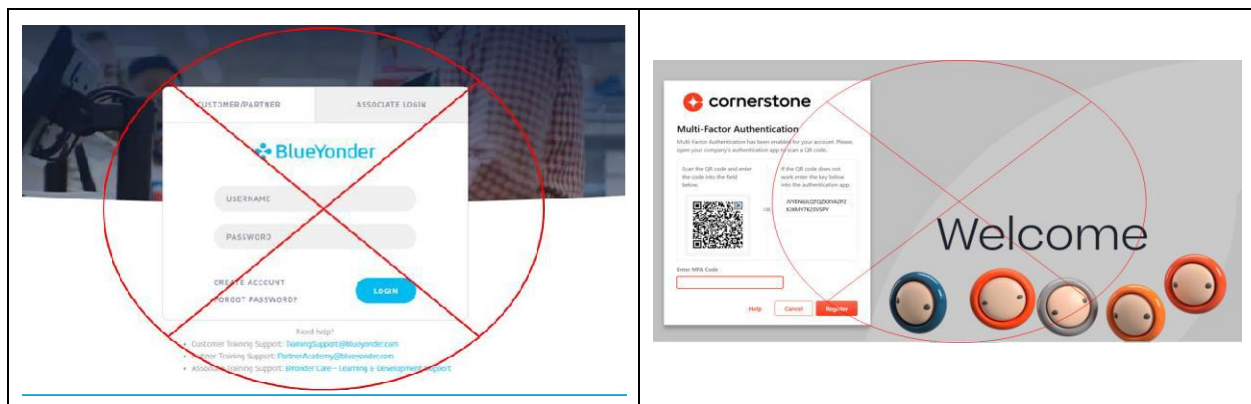 CUSTOMER/PARTNER
ASSOCIATE LOGIN
BlueYonder
USERNAME
PASSWORD
CREATE ACCOUNT
FORGOT PASSWORD?
LOGIN
Need help?
Customer Training Support: TrainingSupport@blueyonder.com
Partner Training Support: PartnerAcademy@blueyonder.com
Associate Training Support: BYonder Care – Learning & Development Support
cornerstone
Multi-Factor Authentication
Multi-Factor Authentication has been enabled for your account. Please,
open your company's authentication app to scan a QR code.
Scan the QR code and enter
the code into the field
below.
OR
If the QR code does not
work enter the key below
into the authentication app.
Enter MFA Code
Help
Cancel
Register
Welcome